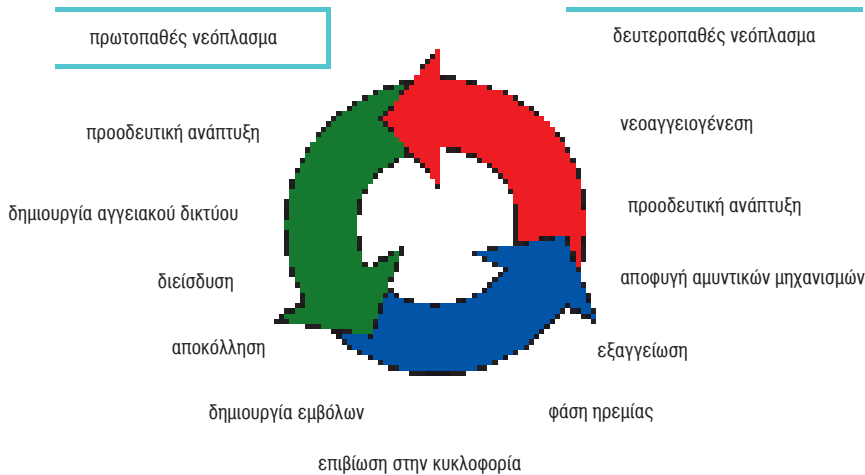 πρωτοπαθές νεόπλασμα
προοδευτική ανάπτυξη
δημιουργία αγγειακού δικτύου
διείσδυση
αποκόλληση
δημιουργία εμβόλων
επιβίωση στην κυκλοφορία
φάση ηρεμίας
εξαγγείωση
αποφυγή αμυντικών μηχανισμών
προοδευτική ανάπτυξη
νεοαγγειογένεση
δευτεροπαθές νεόπλασμα